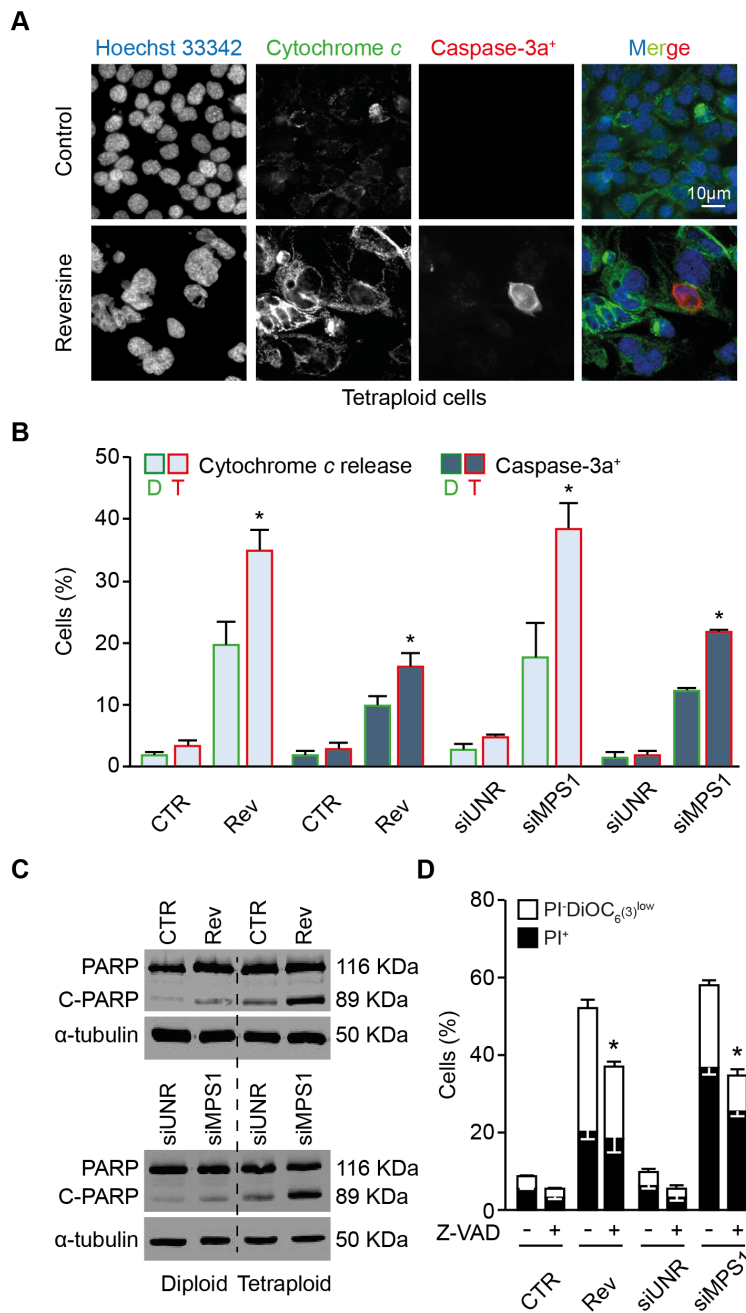 A
Hoechst 33342 Cytochrome c Caspase-3a⁺ Merge
Control
10µm
Reversine
Tetraploid cells
B
50
40
30
20
10
0
Cells (%)
Cytochrome c release
D T
Caspase-3a⁺
D T
* * * *
CTR Rev CTR Rev siUNR siMPS1 siUNR siMPS1
C
CTR Rev CTR Rev
PARP 116 KDa
C-PARP 89 KDa
α-tubulin 50 KDa
siUNR siMPS1 siUNR siMPS1
PARP 116 KDa
C-PARP 89 KDa
α-tubulin 50 KDa
Diploid Tetraploid
D
80
60
40
20
0
Cells (%)
PI⁻DiOC₆₍₃₎low
PI⁺
* *
Z-VAD - + - + - + - +
CTR Rev siUNR siMPS1